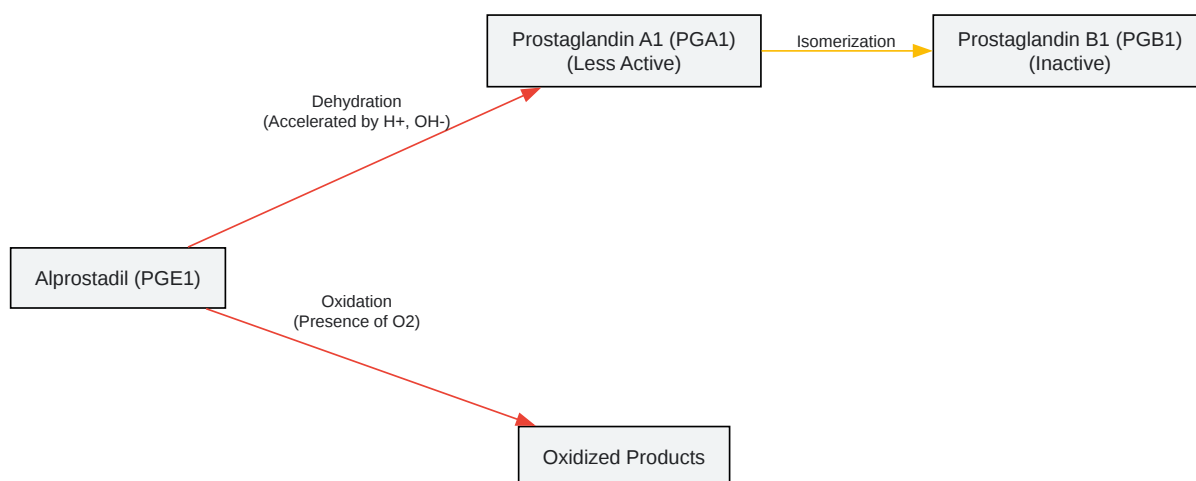 Prostaglandin A1 (PGA1)
(Less Active)
Isomerization
Prostaglandin B1 (PGB1)
(Inactive)
Dehydration
(Accelerated by H+, OH-)
Alprostadil (PGE1)
Oxidation
(Presence of O2)
Oxidized Products